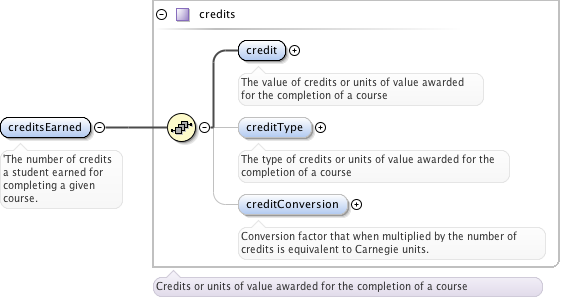 credits
credit
The value of credits or units of value awarded
for the completion of a course
creditsEarned
'The number of credits
a student earned for
completing a given
course.
creditType
The type of credits or units of value awarded for the
completion of a course
creditConversion
Conversion factor that when multiplied by the number of
credits is equivalent to Carnegie units.
Credits or units of value awarded for the completion of a course